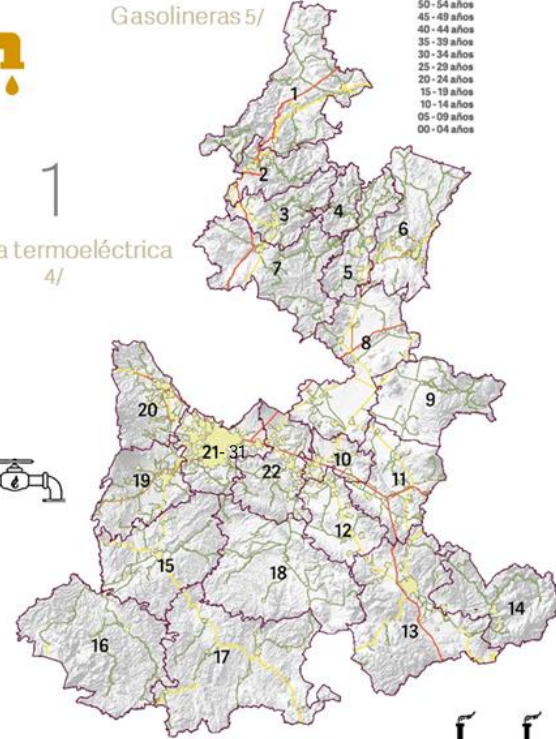 Gasolineras 5/
50 - 54 años
45 - 49 años
40 - 44 años
35 - 39 años
30 - 34 años
25 - 29 años
20 - 24 años
15 - 19 años
10 - 14 años
05 - 09 años
00 - 04 años
1
a termoeléctrica
4/
1
2
3
4
5
6
7
8
9
10
11
12
13
14
15
16
17
18
19
20
21- 31
22